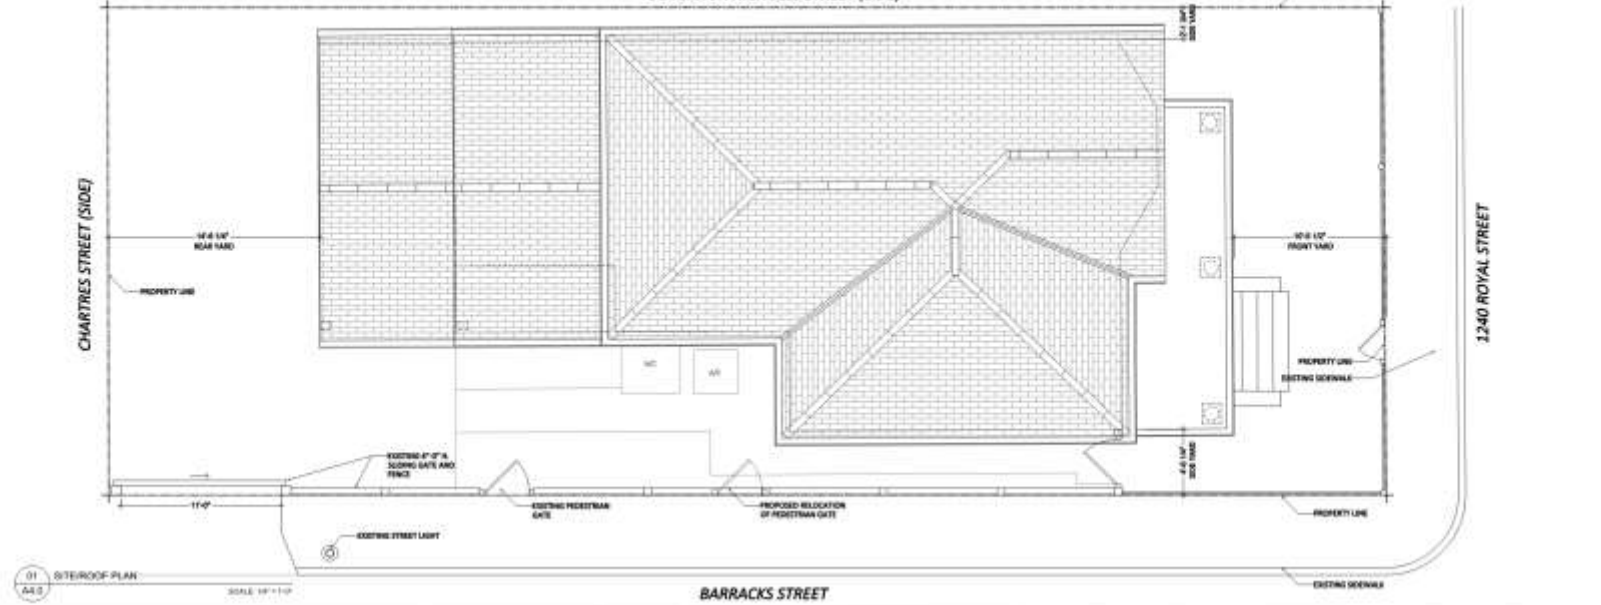 SIDE YARD
CHARTRES STREET (SIDE)
REAR YARD
FRONT YARD
1240 ROYAL STREET
PROPERTY LINE
PROPERTY LINE
EXISTING SIDEWALK
EXISTING 6'-0" H.
SLIDING GATE AND
FENCE
SIDE YARD
11'-0"
EXISTING PEDESTRIAN
GATE
PROPOSED RELOCATION
OF PEDESTRIAN GATE
PROPERTY LINE
EXISTING STREET LIGHT
01
A4.0
SITE/ROOF PLAN
EXISTING SIDEWALK
BARRACKS STREET